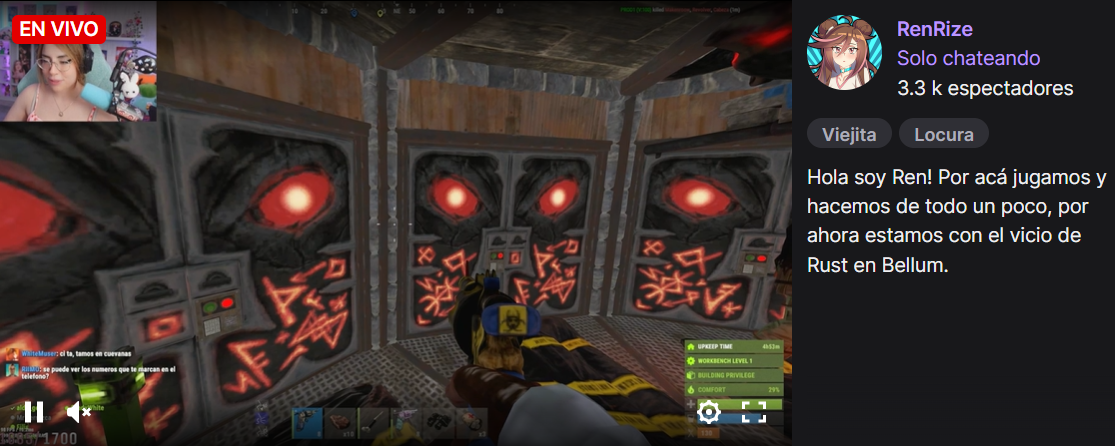 EN VIVO
RenRize
Solo chateando
3.3 k espectadores
Viejita
Locura
Hola soy Ren! Por acá jugamos y
hacemos de todo un poco, por
ahora estamos con el vicio de
Rust en Bellum.
WhiteMuser: ci ta, tamos en cuevanas
se puede ver los numeros que te marcan en el
telefono?
UPKEEP TIME
WORKBENCH LEVEL 1
BUILDING PRIVILEGE
COMFORT 29%
/1700